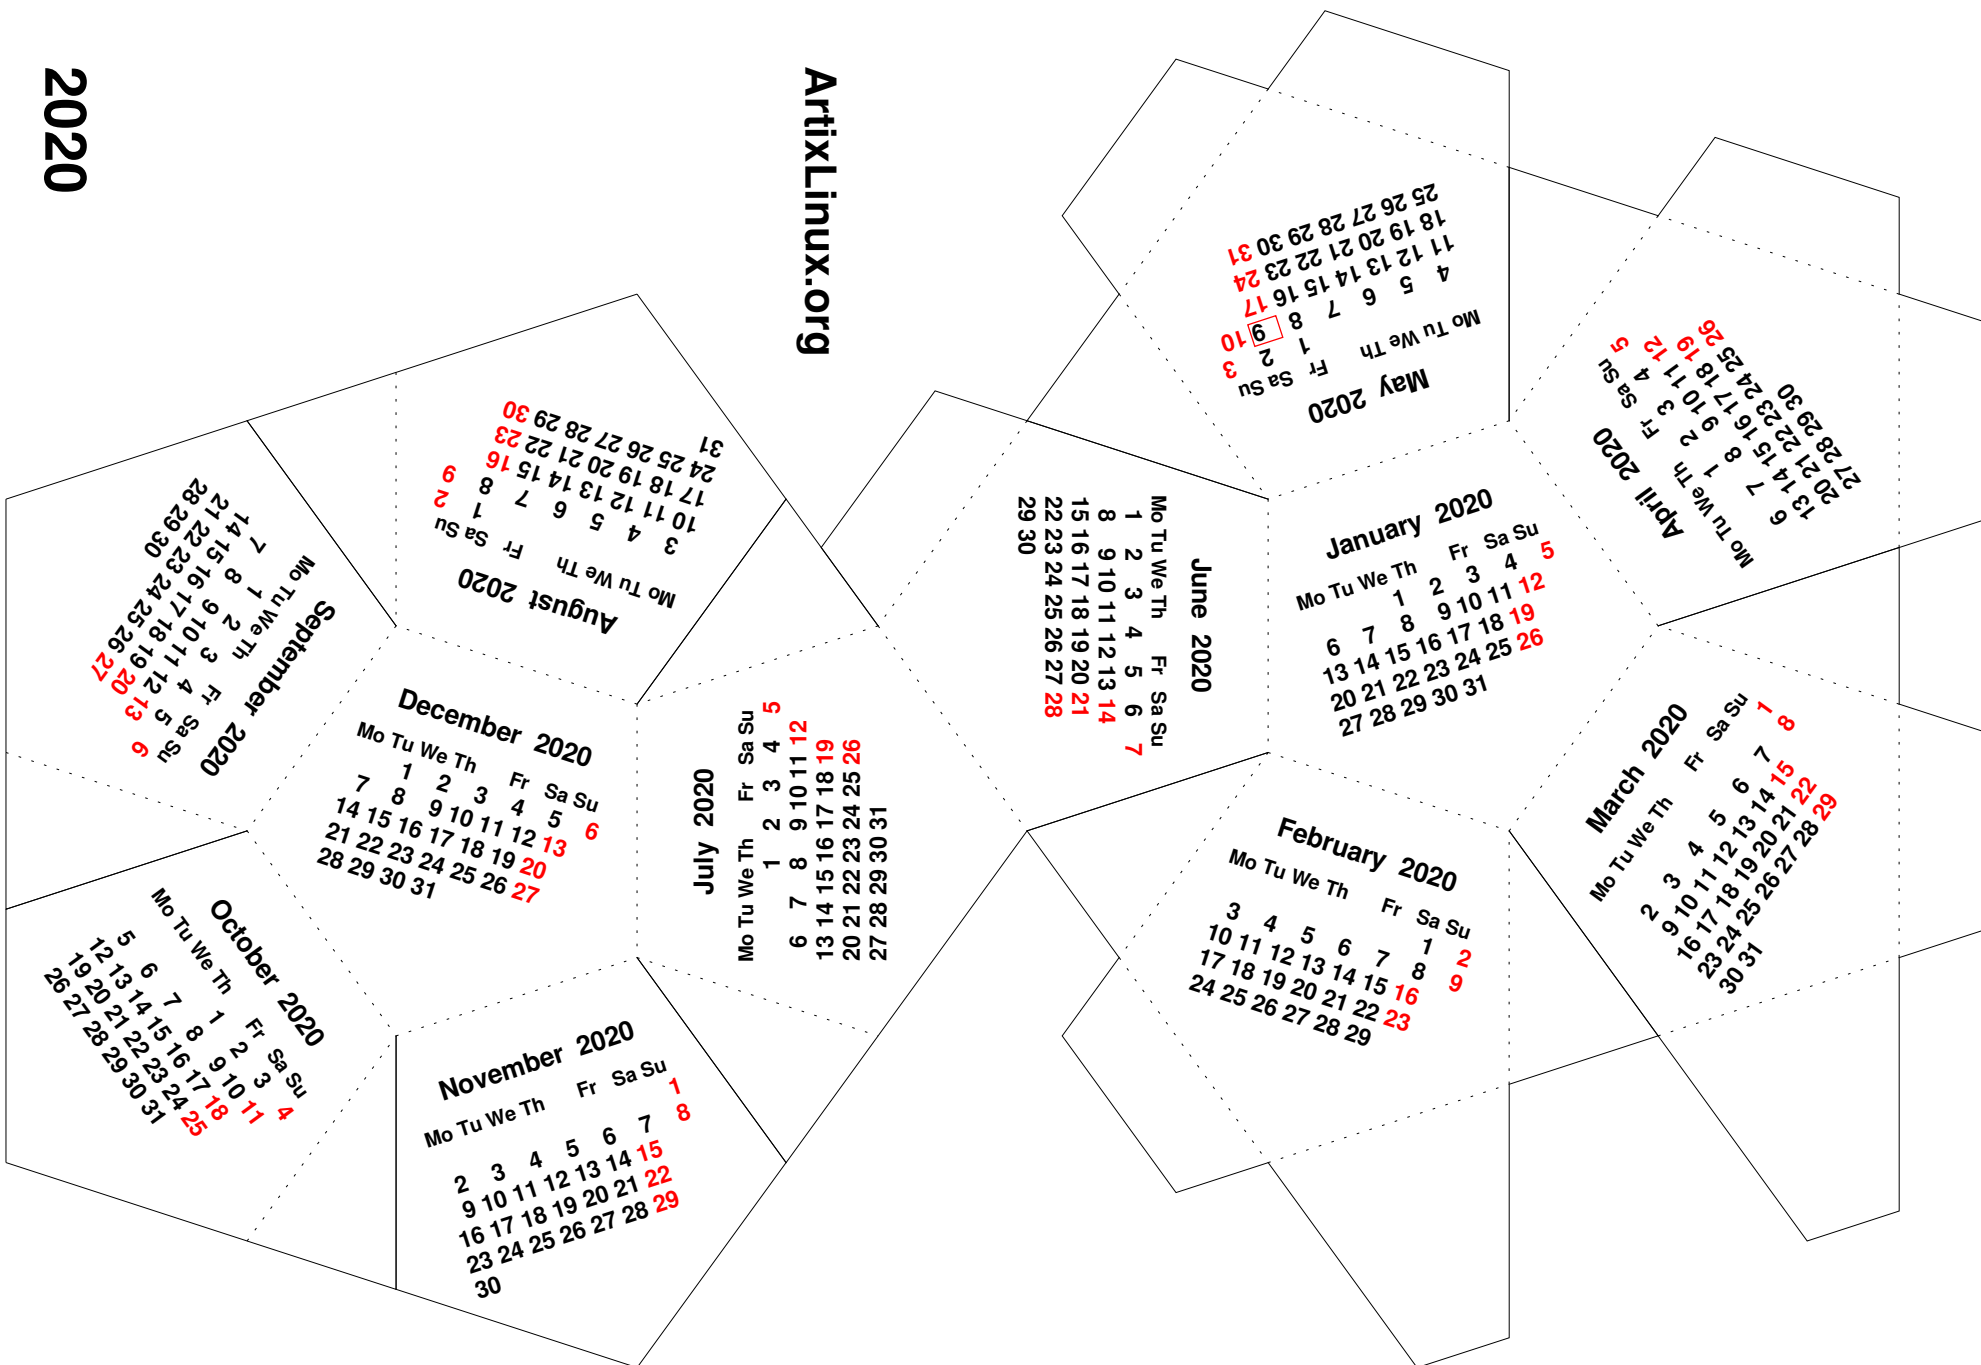 2020
ArtixLinux.org
January 2020
Mo Tu We Th Fr Sa Su
1 2 3 4 5
6 7 8 9 10 11 12
13 14 15 16 17 18 19
20 21 22 23 24 25 26
27 28 29 30 31
February 2020
Mo Tu We Th Fr Sa Su
1 2
3 4 5 6 7 8 9
10 11 12 13 14 15 16
17 18 19 20 21 22 23
24 25 26 27 28 29
March 2020
Mo Tu We Th Fr Sa Su
1
2 3 4 5 6 7 8
9 10 11 12 13 14 15
16 17 18 19 20 21 22
23 24 25 26 27 28 29
30 31
April 2020
Mo Tu We Th Fr Sa Su
1 2 3 4 5
6 7 8 9 10 11 12
13 14 15 16 17 18 19
20 21 22 23 24 25 26
27 28 29 30
May 2020
Mo Tu We Th Fr Sa Su
1 2 3
4 5 6 7 8 9 10
11 12 13 14 15 16 17
18 19 20 21 22 23 24
25 26 27 28 29 30 31
June 2020
Mo Tu We Th Fr Sa Su
1 2 3 4 5 6 7
8 9 10 11 12 13 14
15 16 17 18 19 20 21
22 23 24 25 26 27 28
29 30
July 2020
Mo Tu We Th Fr Sa Su
1 2 3 4 5
6 7 8 9 10 11 12
13 14 15 16 17 18 19
20 21 22 23 24 25 26
27 28 29 30 31
August 2020
Mo Tu We Th Fr Sa Su
1 2
3 4 5 6 7 8 9
10 11 12 13 14 15 16
17 18 19 20 21 22 23
24 25 26 27 28 29 30
31
September 2020
Mo Tu We Th Fr Sa Su
1 2 3 4 5 6
7 8 9 10 11 12 13
14 15 16 17 18 19 20
21 22 23 24 25 26 27
28 29 30
October 2020
Mo Tu We Th Fr Sa Su
1 2 3 4
5 6 7 8 9 10 11
12 13 14 15 16 17 18
19 20 21 22 23 24 25
26 27 28 29 30 31
November 2020
Mo Tu We Th Fr Sa Su
1
2 3 4 5 6 7 8
9 10 11 12 13 14 15
16 17 18 19 20 21 22
23 24 25 26 27 28 29
30
December 2020
Mo Tu We Th Fr Sa Su
1 2 3 4 5 6
7 8 9 10 11 12 13
14 15 16 17 18 19 20
21 22 23 24 25 26 27
28 29 30 31